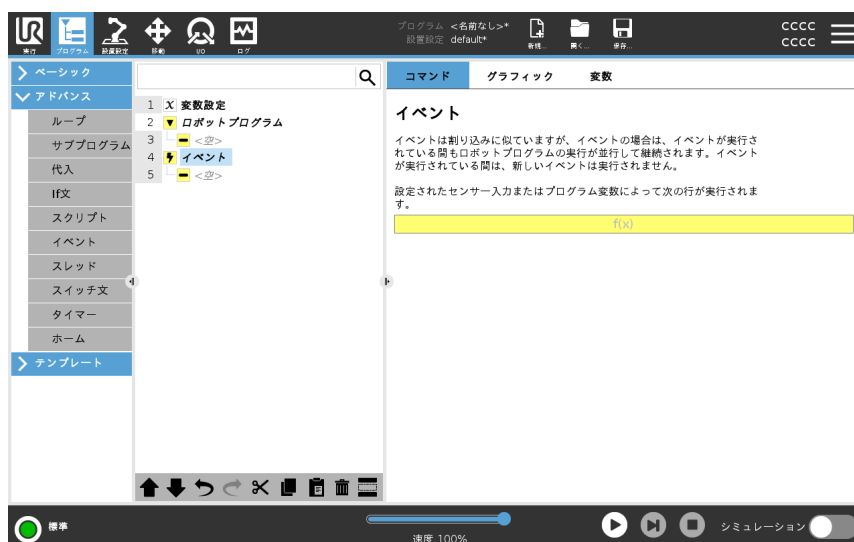 UR
実行
プログラム
設置設定
移動
I/O
ログ
プログラム <名前なし>*
設置設定 default*
新規...
開く...
保存...
cccc
cccc
ベーシック
アドバンス
ループ
サブプログラム
代入
If文
スクリプト
イベント
スレッド
スイッチ文
タイマー
ホーム
テンプレート
1 X 変数設定
2 ロボットプログラム
3 <空>
4 イベント
5 <空>
コマンド グラフィック 変数
イベント
イベントは割り込みに似ていますが、イベントの場合は、イベントが実行さ
れている間もロボットプログラムの実行が並行して継続されます。イベント
が実行されている間は、新しいイベントは実行されません。
設定されたセンサー入力またはプログラム変数によって次の行が実行されま
す。
f(x)
標準
速度 100%
シミュレーション